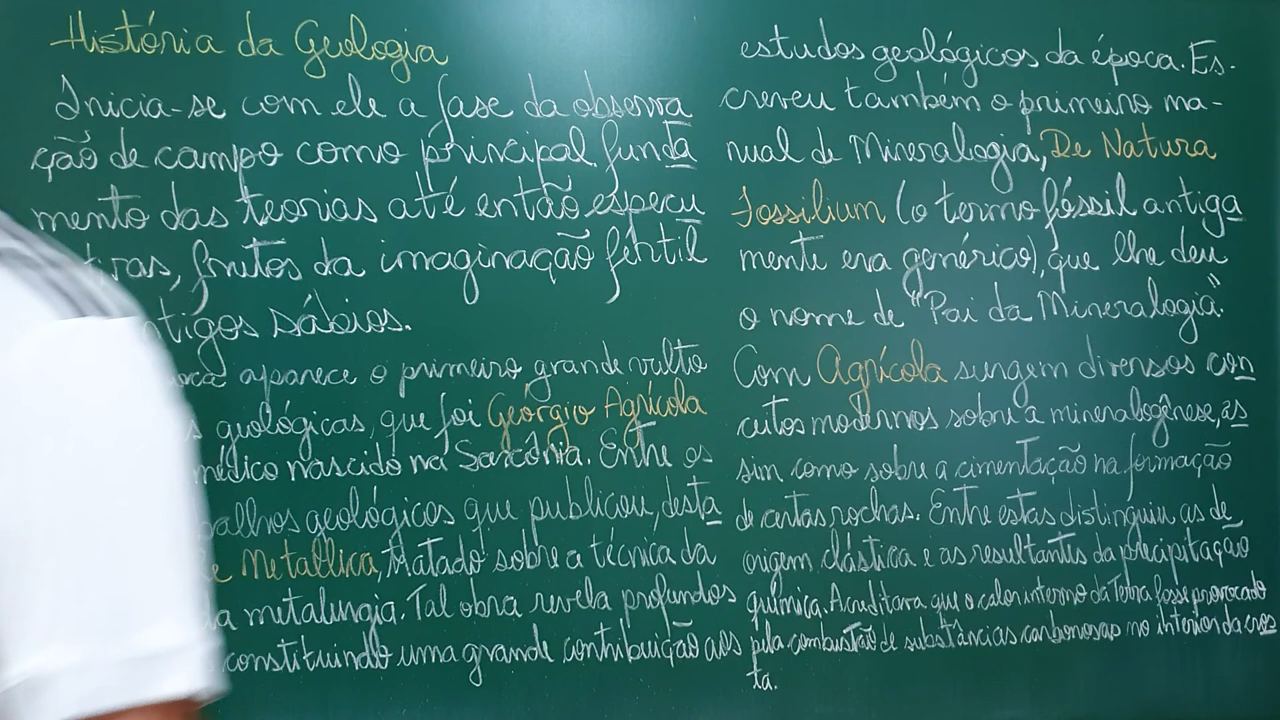 História da Geologia
Inicia-se com ele a fase da observa
ção de campo como principal funda
mento das teorias até então especu
ras, frutos da imaginação fértil
ntigos sábios.
oca aparece o primeiro grande vulto
s geológicas, que foi Geórgio Agrícola
médico nascido na Saxônia. Entre os
balhos geológicos que publicou, desta
e Metallica, tratado sobre a técnica da
da metalurgia. Tal obra revela profundos
constituindo uma grande contribuição aos
estudos geológicos da época. Es-
creveu também o primeiro ma-
nual de Mineralogia, De Natura
Fossilium (o termo fóssil antiga
mente era genérico), que lhe deu
o nome de "Pai da Mineralogia".
Com Agrícola surgem diversos con
ceitos modernos sobre a mineralogênese, as
sim como sobre a cimentação na formação
de certas rochas. Entre estas distinguiu as de
origem clástica e as resultantes da precipitação
química. Acreditava que o calor interno da Terra fosse provocado
pela combustão de substâncias carbonosas no interior da cros
ta.